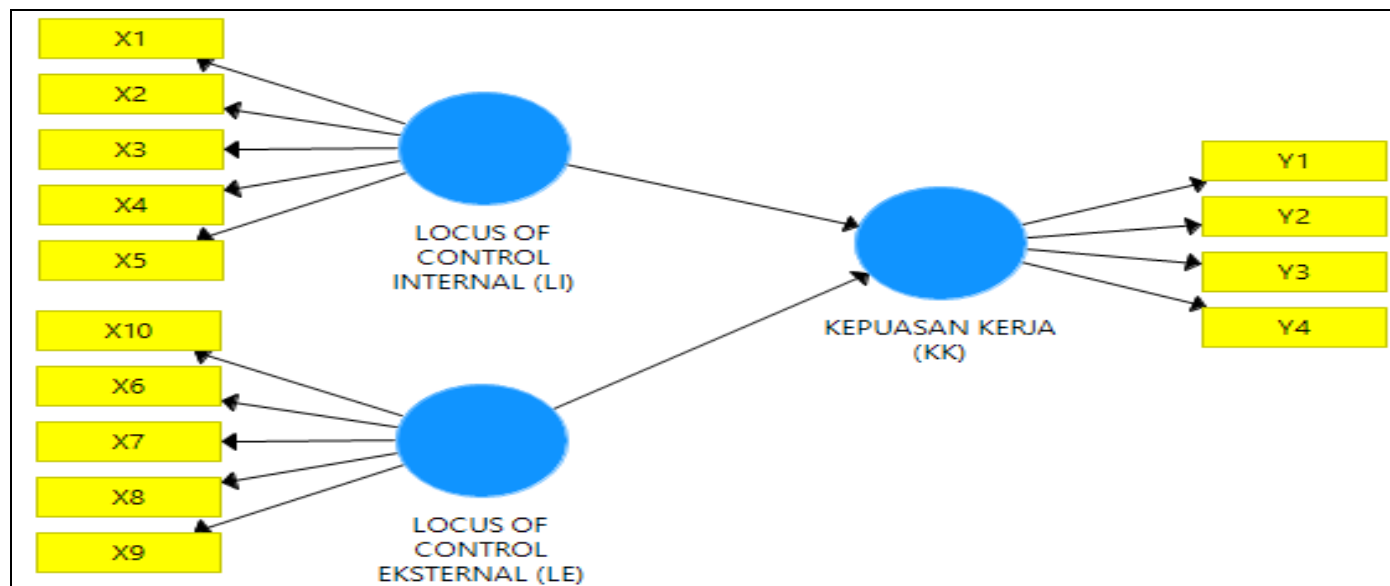 X1
X2
X3
X4
X5
LOCUS OF
CONTROL
INTERNAL (LI)
X10
X6
X7
X8
X9
LOCUS OF
CONTROL
EKSTERNAL (LE)
KEPUASAN KERJA
(KK)
Y1
Y2
Y3
Y4